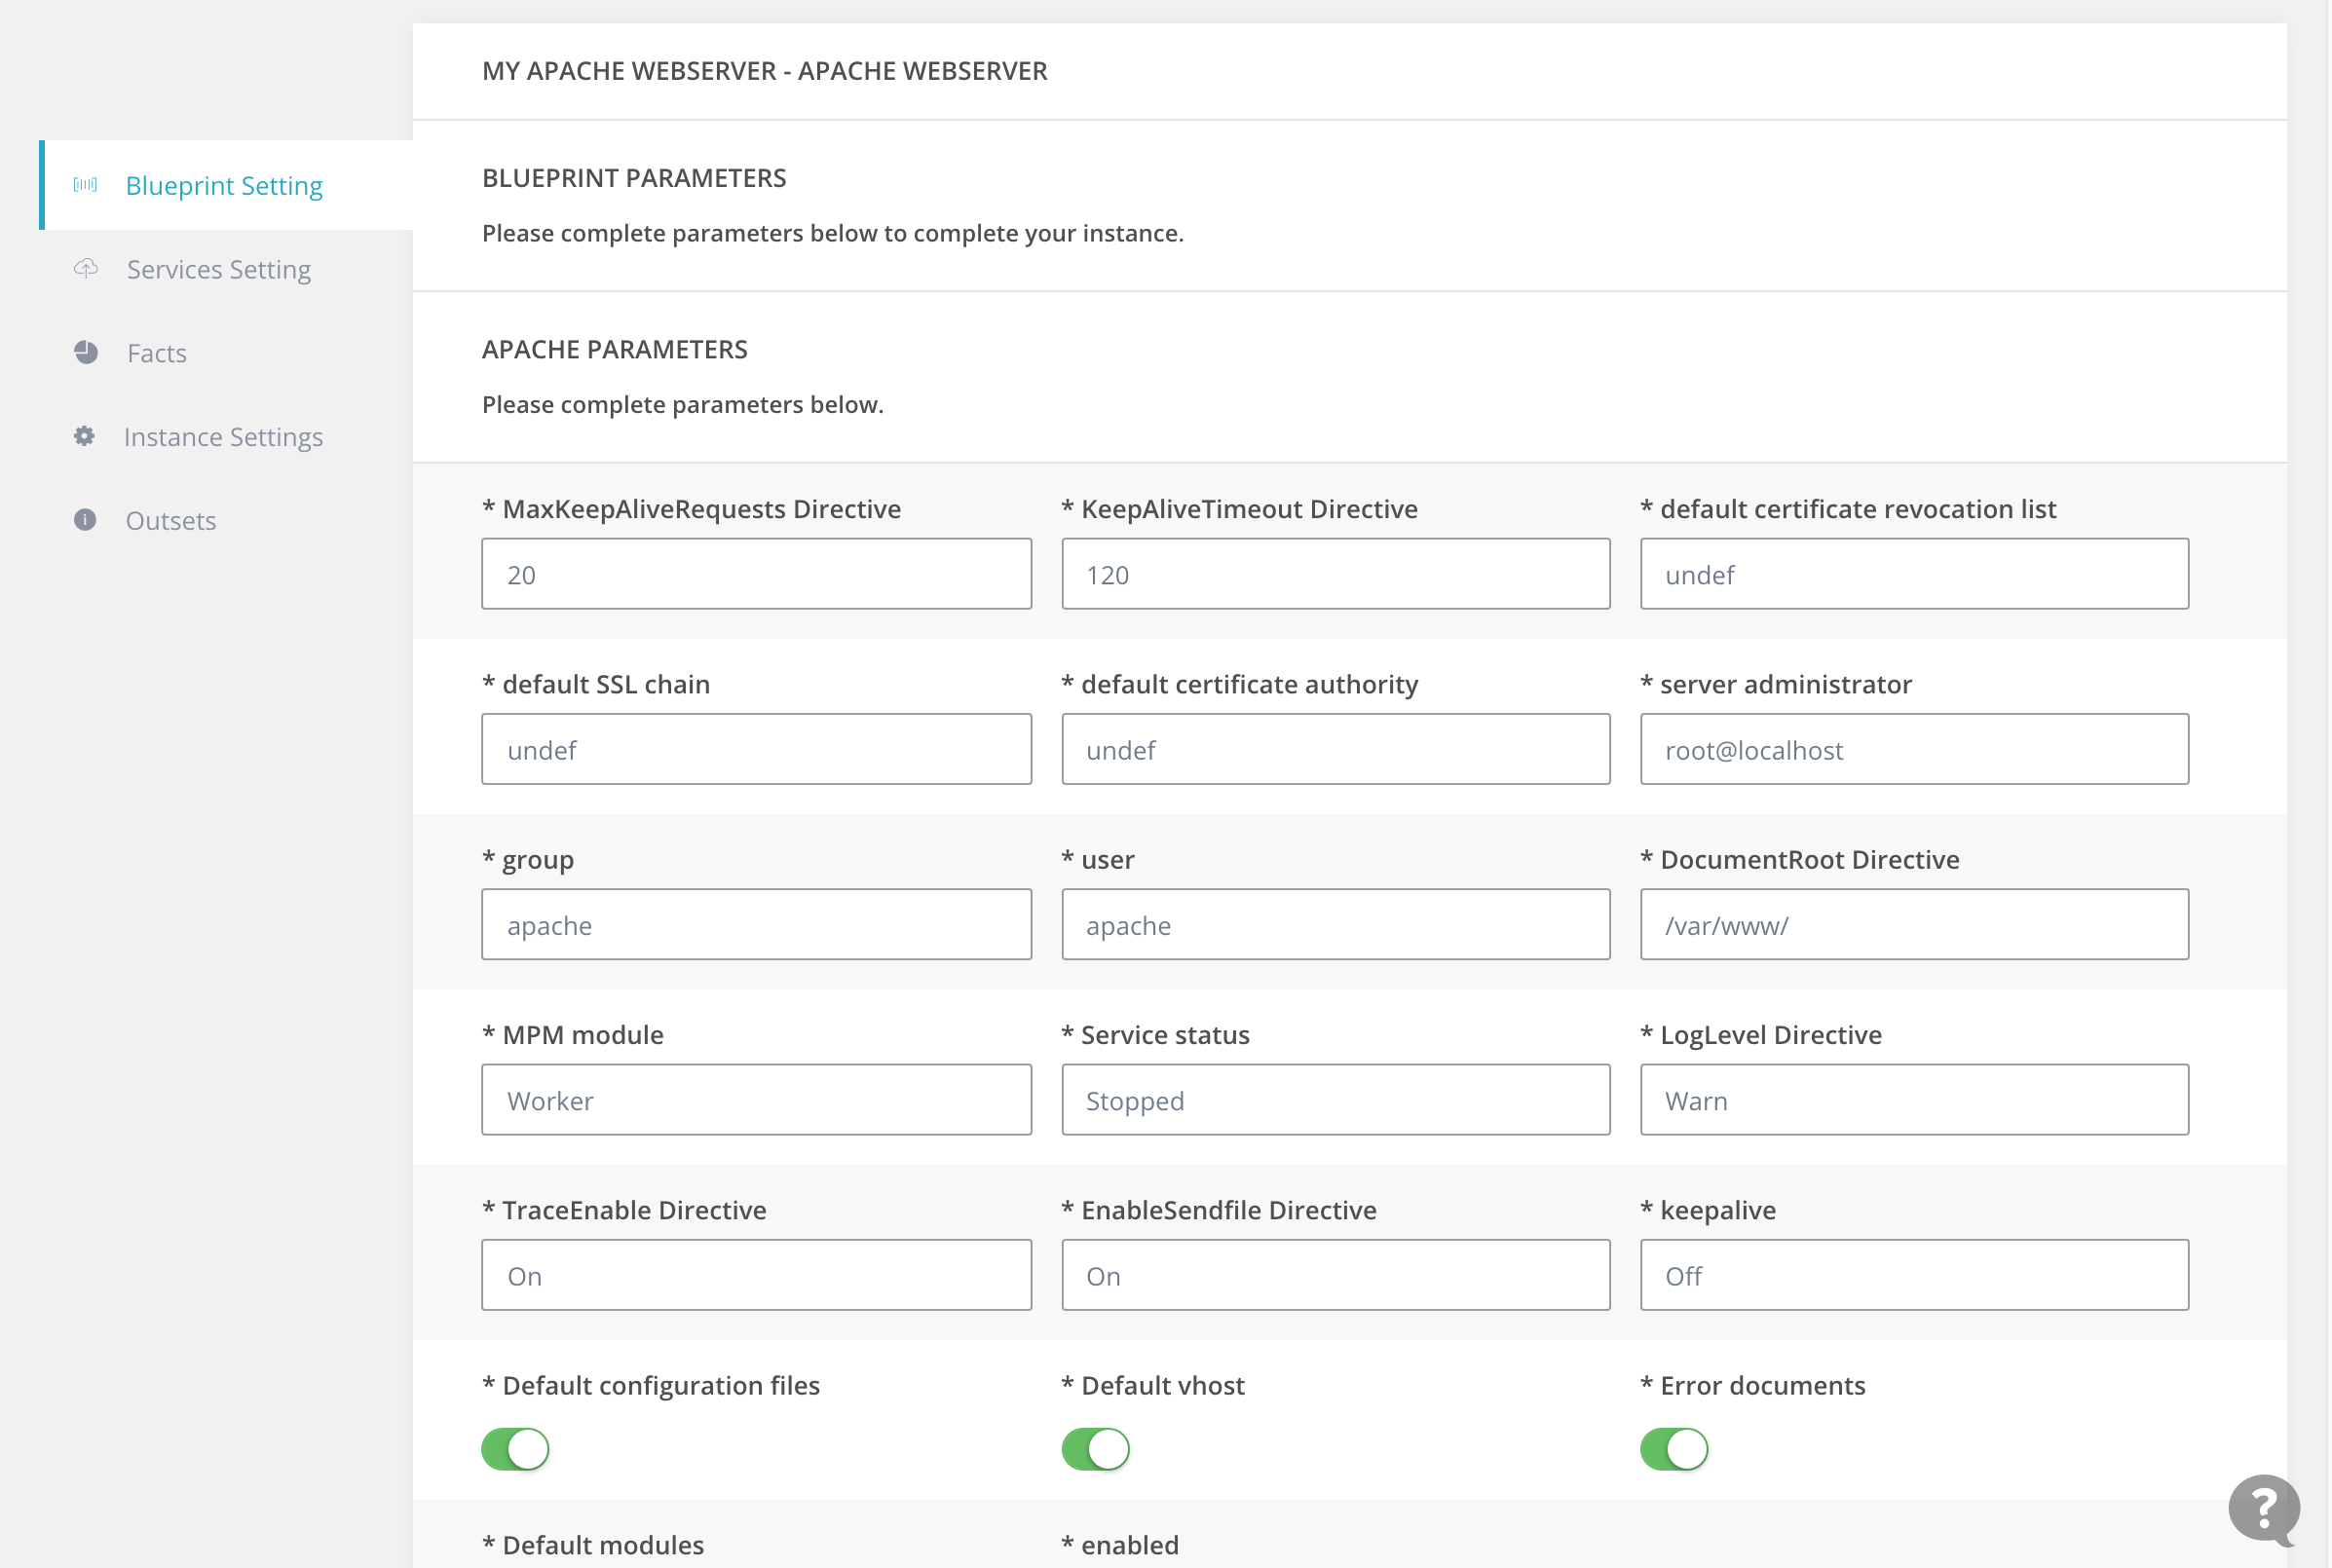 MY APACHE WEBSERVER - APACHE WEBSERVER
Blueprint Setting
Services Setting
Facts
Instance Settings
Outsets
BLUEPRINT PARAMETERS
Please complete parameters below to complete your instance.
APACHE PARAMETERS
Please complete parameters below.
* MaxKeepAliveRequests Directive
20
* KeepAliveTimeout Directive
120
* default certificate revocation list
undef
* default SSL chain
undef
* default certificate authority
undef
* server administrator
root@localhost
* group
apache
* user
apache
* DocumentRoot Directive
/var/www/
* MPM module
Worker
* Service status
Stopped
* LogLevel Directive
Warn
* TraceEnable Directive
On
* EnableSendfile Directive
On
* keepalive
Off
* Default configuration files
* Default vhost
* Error documents
* Default modules
* enabled
?